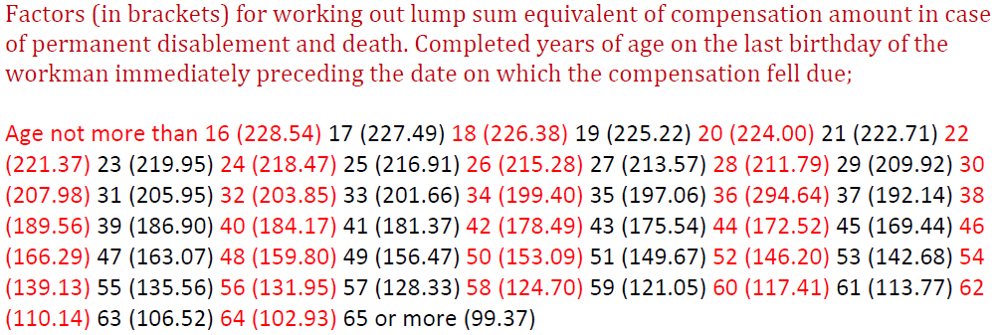 Factors (in brackets) for working out lump sum equivalent of compensation amount in case
of permanent disablement and death. Completed years of age on the last birthday of the
workman immediately preceding the date on which the compensation fell due;
Age not more than 16 (228.54) 17 (227.49) 18 (226.38) 19 (225.22) 20 (224.00) 21 (222.71) 22
(221.37) 23 (219.95) 24 (218.47) 25 (216.91) 26 (215.28) 27 (213.57) 28 (211.79) 29 (209.92) 30
(207.98) 31 (205.95) 32 (203.85) 33 (201.66) 34 (199.40) 35 (197.06) 36 (294.64) 37 (192.14) 38
(189.56) 39 (186.90) 40 (184.17) 41 (181.37) 42 (178.49) 43 (175.54) 44 (172.52) 45 (169.44) 46
(166.29) 47 (163.07) 48 (159.80) 49 (156.47) 50 (153.09) 51 (149.67) 52 (146.20) 53 (142.68) 54
(139.13) 55 (135.56) 56 (131.95) 57 (128.33) 58 (124.70) 59 (121.05) 60 (117.41) 61 (113.77) 62
(110.14) 63 (106.52) 64 (102.93) 65 or more (99.37)